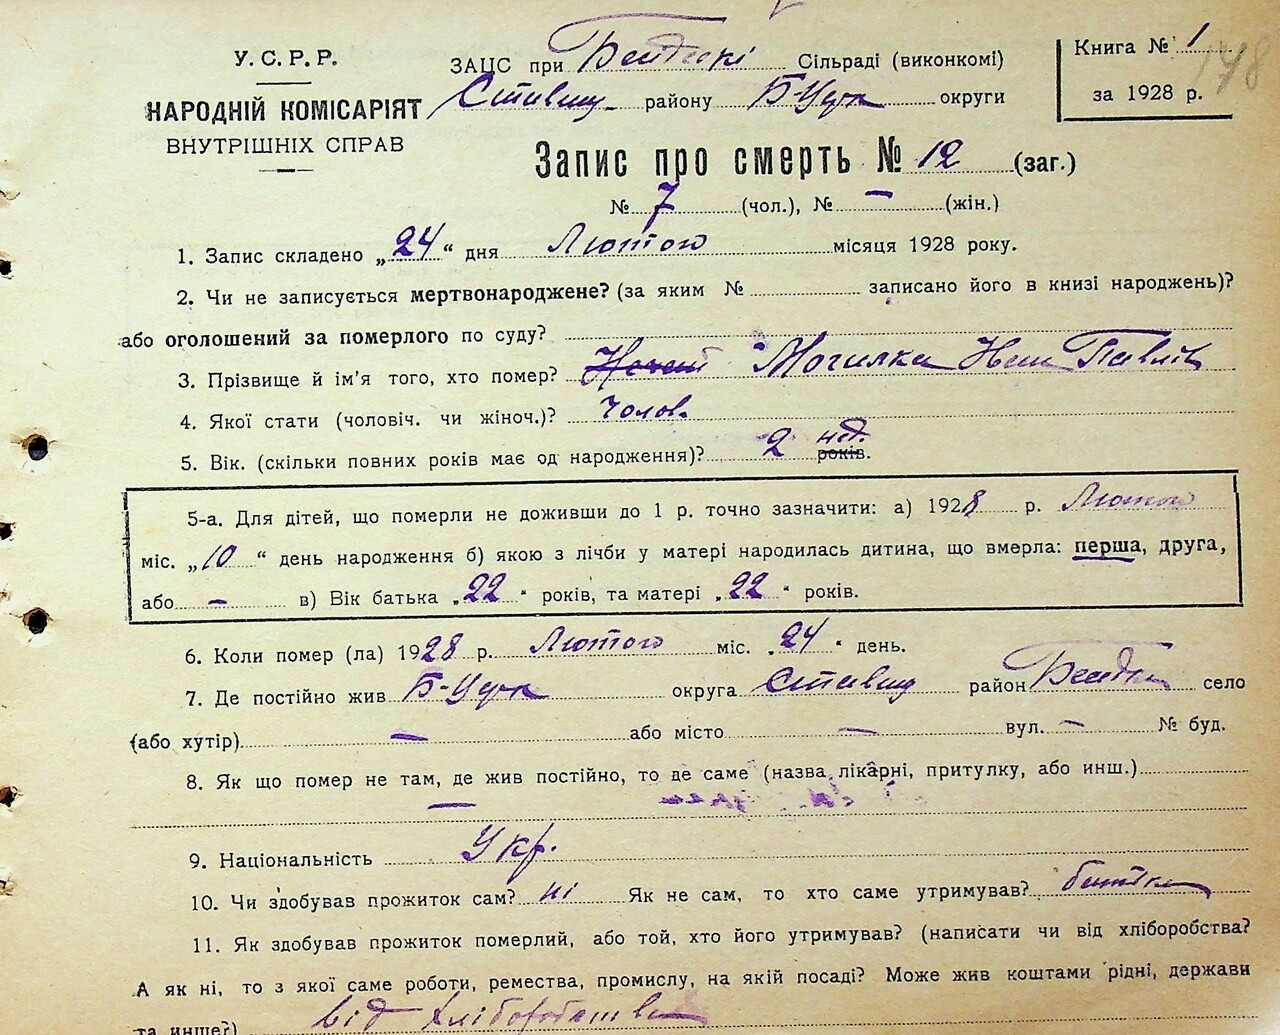 У. С. Р. Р.
НАРОДНІЙ КОМІСАРІЯТ
ВНУТРІШНІХ СПРАВ
ЗАЦС при Сільраді (виконкомі)
району Б-Церк округи
Книга № 1
за 1928 р.
148
Запис про смерть № 12 (заг.)
№ 7 (чол.), № — (жін.)
1. Запис складено „24“ дня Лютого місяця 1928 року.
2. Чи не записується мертвонароджене? (за яким № записано його в книзі народжень)?
або оголошений за померлого по суду?
3. Прізвище й ім'я того, хто помер? Могилка Іван Павлів
4. Якої стати (чоловіч. чи жіноч.)? Чолов.
5. Вік. (скільки повних років має од народження)? 2 нед. років.
5-а. Для дітей, що померли не доживши до 1 р. точно зазначити: а) 1928 р. Лютого
міс. „10“ день народження б) якою з лічби у матері народилась дитина, що вмерла: перша, друга,
або — в) Вік батька „22“ років, та матері „22“ років.
6. Коли помер (ла) 1928 р. Лютого міс. „24“ день.
7. Де постійно жив Б-Церк округа район село
(або хутір) — або місто — вул. — № буд.
8. Як що помер не там, де жив постійно, то де саме (назва лікарні, притулку, або инш.)
—
9. Національність Укр.
10. Чи здобував прожиток сам? ні Як не сам, то хто саме утримував? батьки
11. Як здобував прожиток померлий, або той, хто його утримував? (написати чи від хліборобства?
А як ні, то з якої саме роботи, ремества, промислу, на якій посаді? Може жив коштами рідні, держави
та инше?) від хліборобства